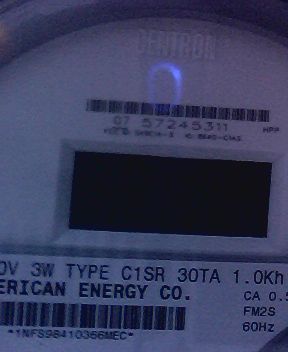 CENTRON
07 57245311
HPP
0V 3W TYPE C1SR 30TA 1.0Kh
ERICAN ENERGY CO.
CA 0.5
FM2S
60Hz
*1NFS98410366MEC*